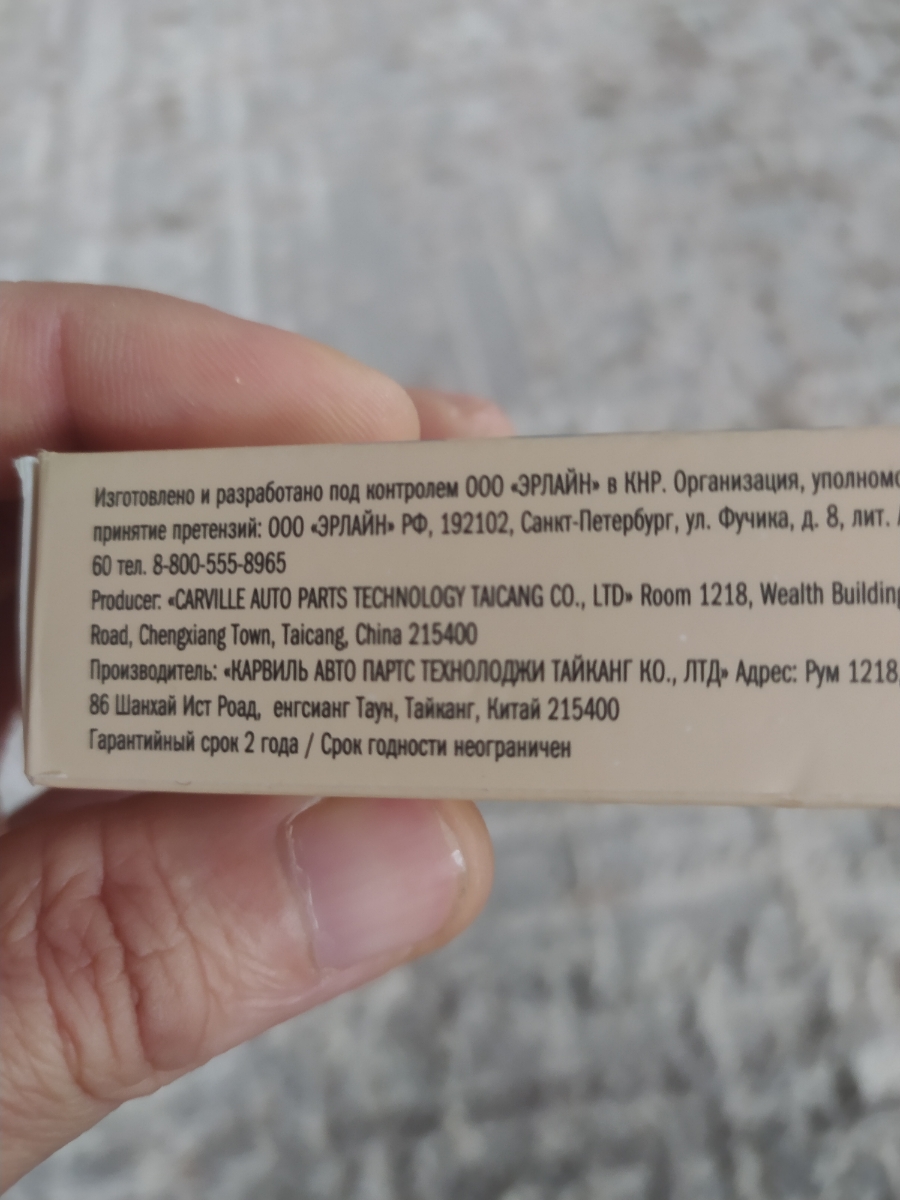 Изготовлено и разработано под контролем ООО «ЭРЛАЙН» в КНР. Организация,
принятие претензий: ООО «ЭРЛАЙН» РФ, 192102, Санкт-Петербург, ул. Фучика, д. 8, лит.
60 тел. 8-800-555-8965
Producer: «CARVILLE AUTO PARTS TECHNOLOGY TAICANG CO., LTD» Room 1218, Wealth Building
Road, Chengxiang Town, Taicang, China 215400
Производитель: «КАРВИЛЬ АВТО ПАРТС ТЕХНОЛОДЖИ ТАЙКАНГ КО., ЛТД» Адрес: Рум 1218,
86 Шанхай Ист Роад, енгсианг Таун, Тайканг, Китай 215400
Гарантийный срок 2 года / Срок годности неограничен